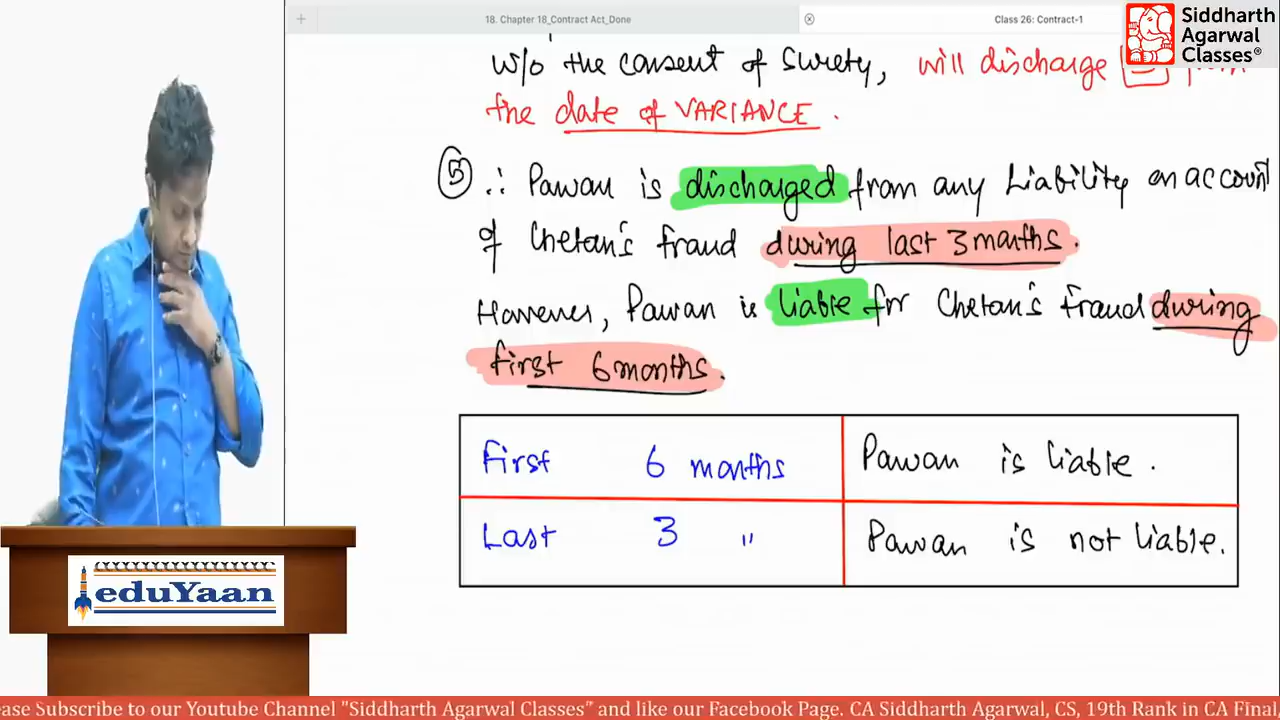 18. Chapter 18_Contract Act_Done
Class 26: Contract-1
Siddharth
Agarwal
Classes®
w/o the consent of Surety, will discharge
the date of VARIANCE.
⑤ ∴ Pawan is discharged from any Liability on account
of Chetan's fraud during last 3 months.
However, Pawan is liable for Chetan's fraud during
first 6 months.
First 6 months Pawan is liable.
Last 3 " Pawan is not liable.
eduYaan
ease Subscribe to our Youtube Channel "Siddharth Agarwal Classes" and like our Facebook Page. CA Siddharth Agarwal, CS, 19th Rank in CA Final